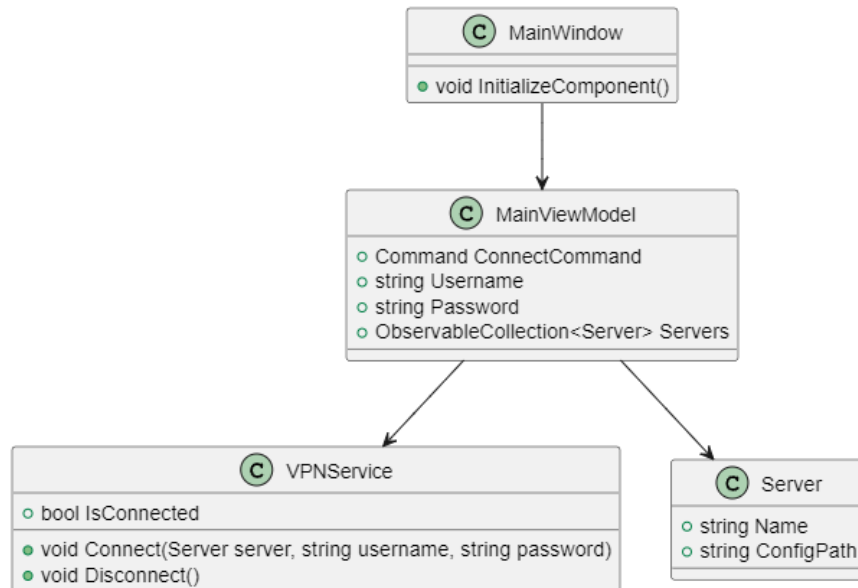 C MainWindow
void InitializeComponent()
C MainViewModel
Command ConnectCommand
string Username
string Password
ObservableCollection<Server> Servers
C VPNService
bool IsConnected
void Connect(Server server, string username, string password)
void Disconnect()
C Server
string Name
string ConfigPath